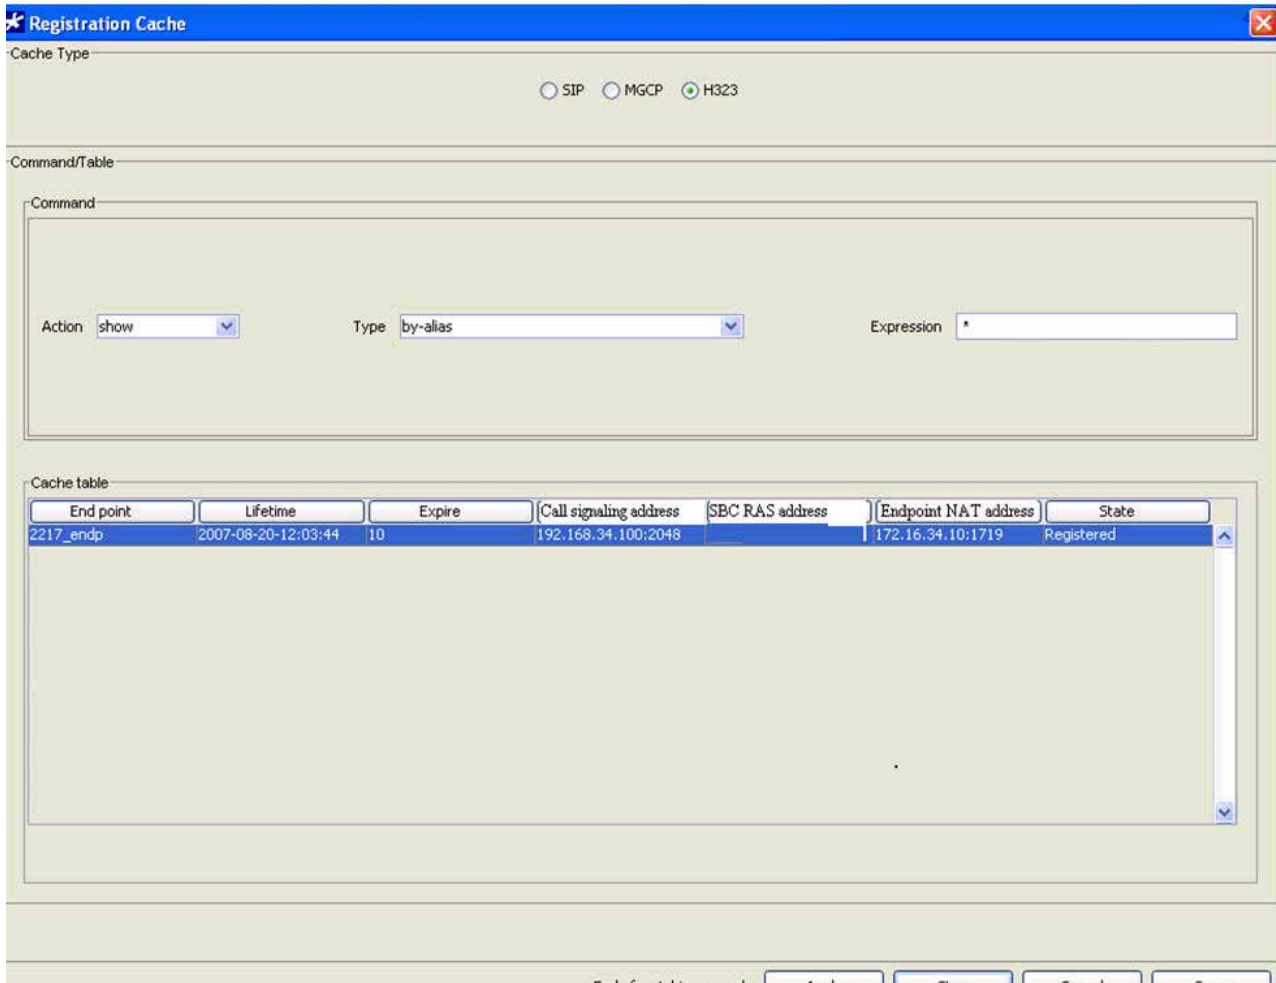 Registration Cache
Cache Type
SIP MGCP H323
Command/Table
Command
Action show Type by-alias Expression *
Cache table
End point Lifetime Expire Call signaling address SBC RAS address Endpoint NAT address State
2217_endp 2007-08-20-12:03:44 10 192.168.34.100:2048 172.16.34.10:1719 Registered